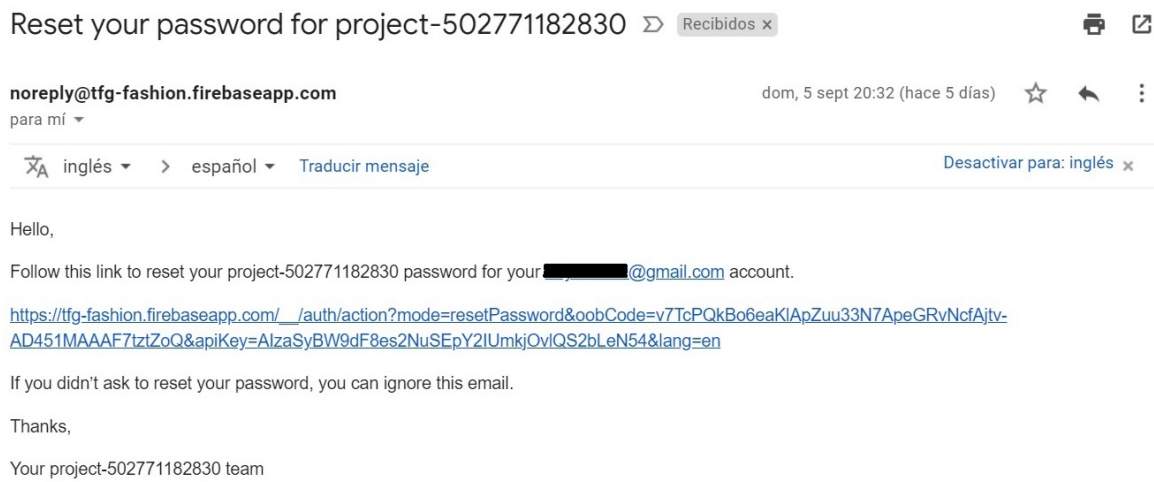 Reset your password for project-502771182830 Recibidos x
noreply@tfg-fashion.firebaseapp.com dom, 5 sept 20:32 (hace 5 días)
para mí
inglés > español Traducir mensaje Desactivar para: inglés x
Hello,
Follow this link to reset your project-502771182830 password for your @gmail.com account.
https://tfg-fashion.firebaseapp.com/__/auth/action?mode=resetPassword&oobCode=v7TcPQkBo6eaKlApZuu33N7ApeGRvNcfAjtv-
AD451MAAAF7tztZoQ&apiKey=AIzaSyBW9dF8es2NuSEpY2IUmkjOvlQS2bLeN54&lang=en
If you didn’t ask to reset your password, you can ignore this email.
Thanks,
Your project-502771182830 team